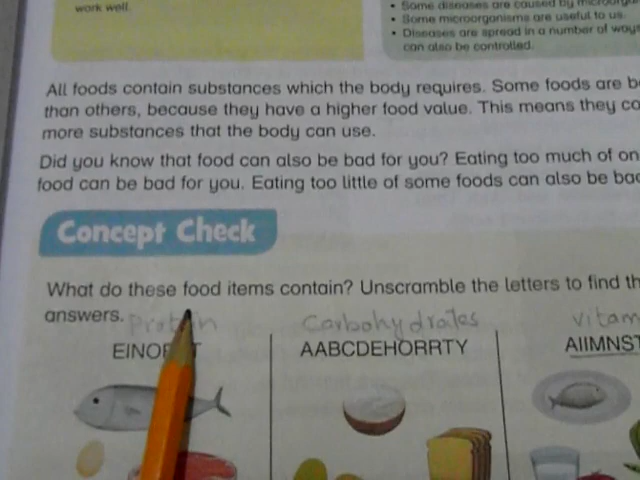 work well.
• Some diseases are caused by
• Some microorganisms are useful to us.
• Diseases are spread in a number of ways
can also be controlled.
All foods contain substances which the body requires. Some foods are
than others, because they have a higher food value. This means they
more substances that the body can use.
Did you know that food can also be bad for you? Eating too much of
food can be bad for you. Eating too little of some foods can also be
Concept Check
What do these food items contain? Unscramble the letters to find
answers.
Carbohydrates
AABCDEHORRTY